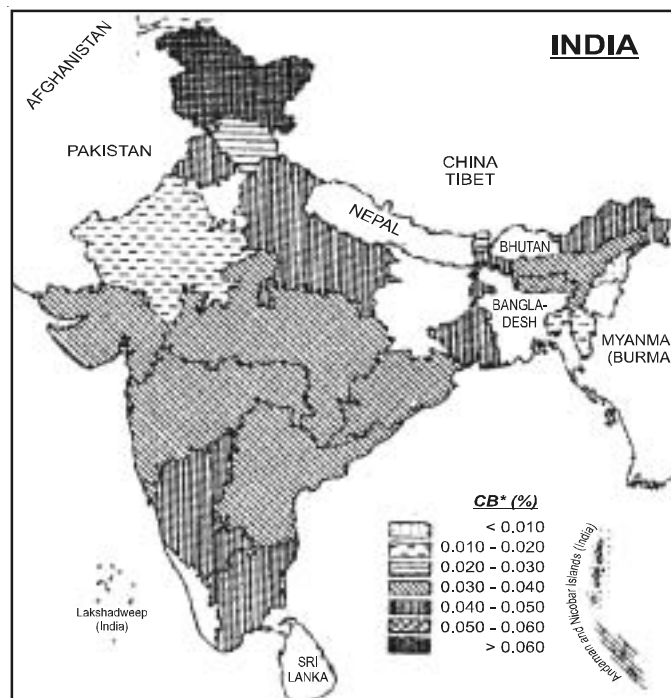 INDIA
AFGHANISTAN
PAKISTAN
CHINA
TIBET
NEPAL
BHUTAN
BANGLA-
DESH
MYANMA
(BURMA
CB* (%)
< 0.010
0.010 - 0.020
0.020 - 0.030
0.030 - 0.040
0.040 - 0.050
0.050 - 0.060
> 0.060
Lakshadweep
(India)
SRI
LANKA
Andaman and Nicobar Islands (India)